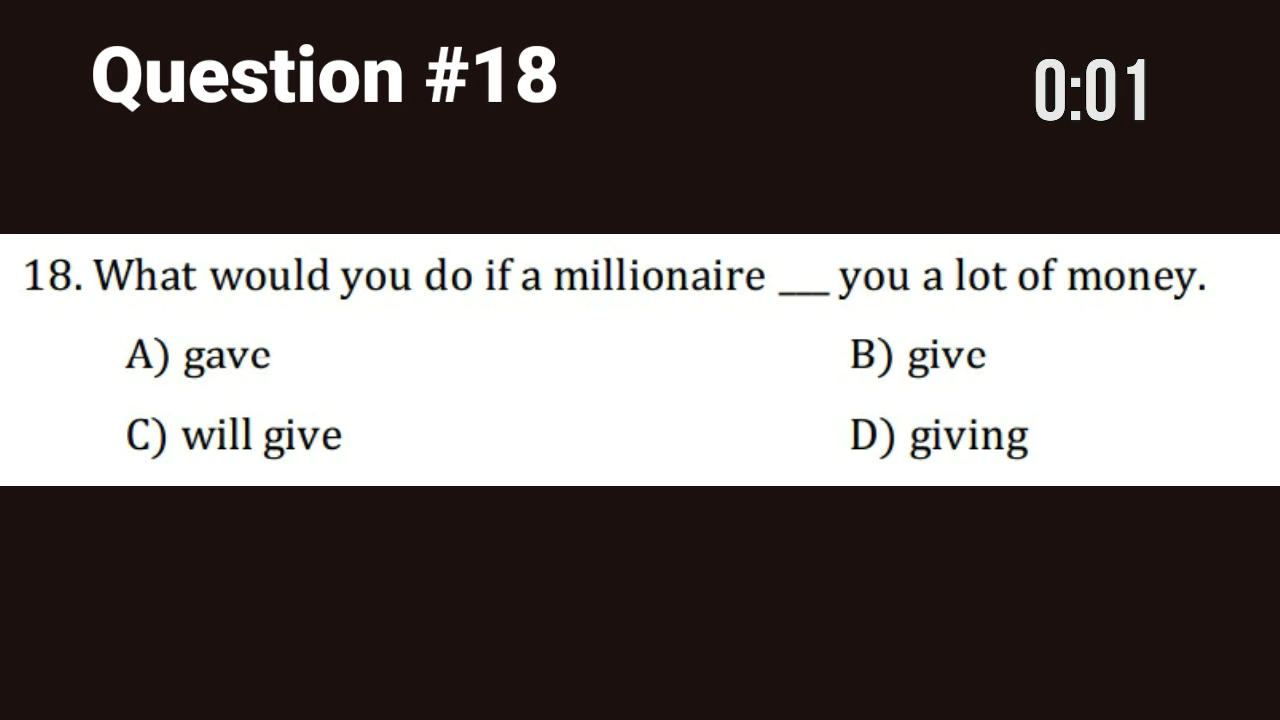 Question #18
0:01
18. What would you do if a millionaire ___ you a lot of money.
A) gave B) give
C) will give D) giving